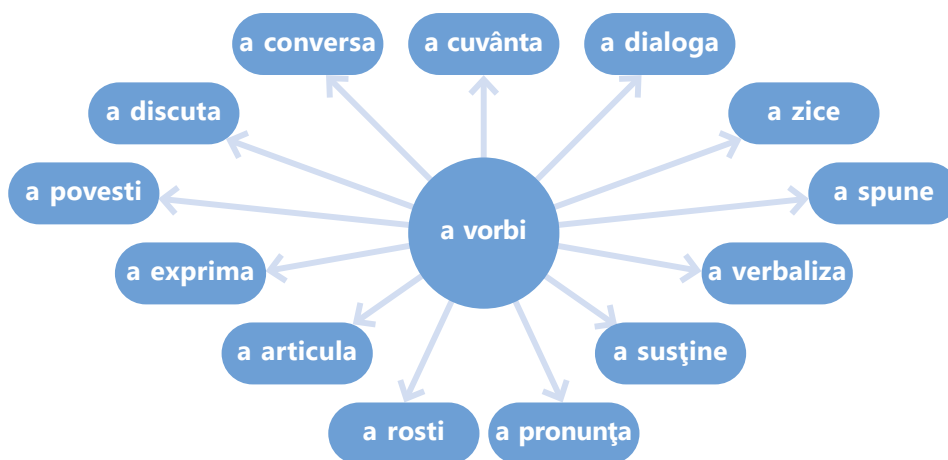 a conversa
a cuvânta
a dialoga
a discuta
a zice
a povesti
a spune
a vorbi
a exprima
a verbaliza
a articula
a susţine
a rosti
a pronunţa